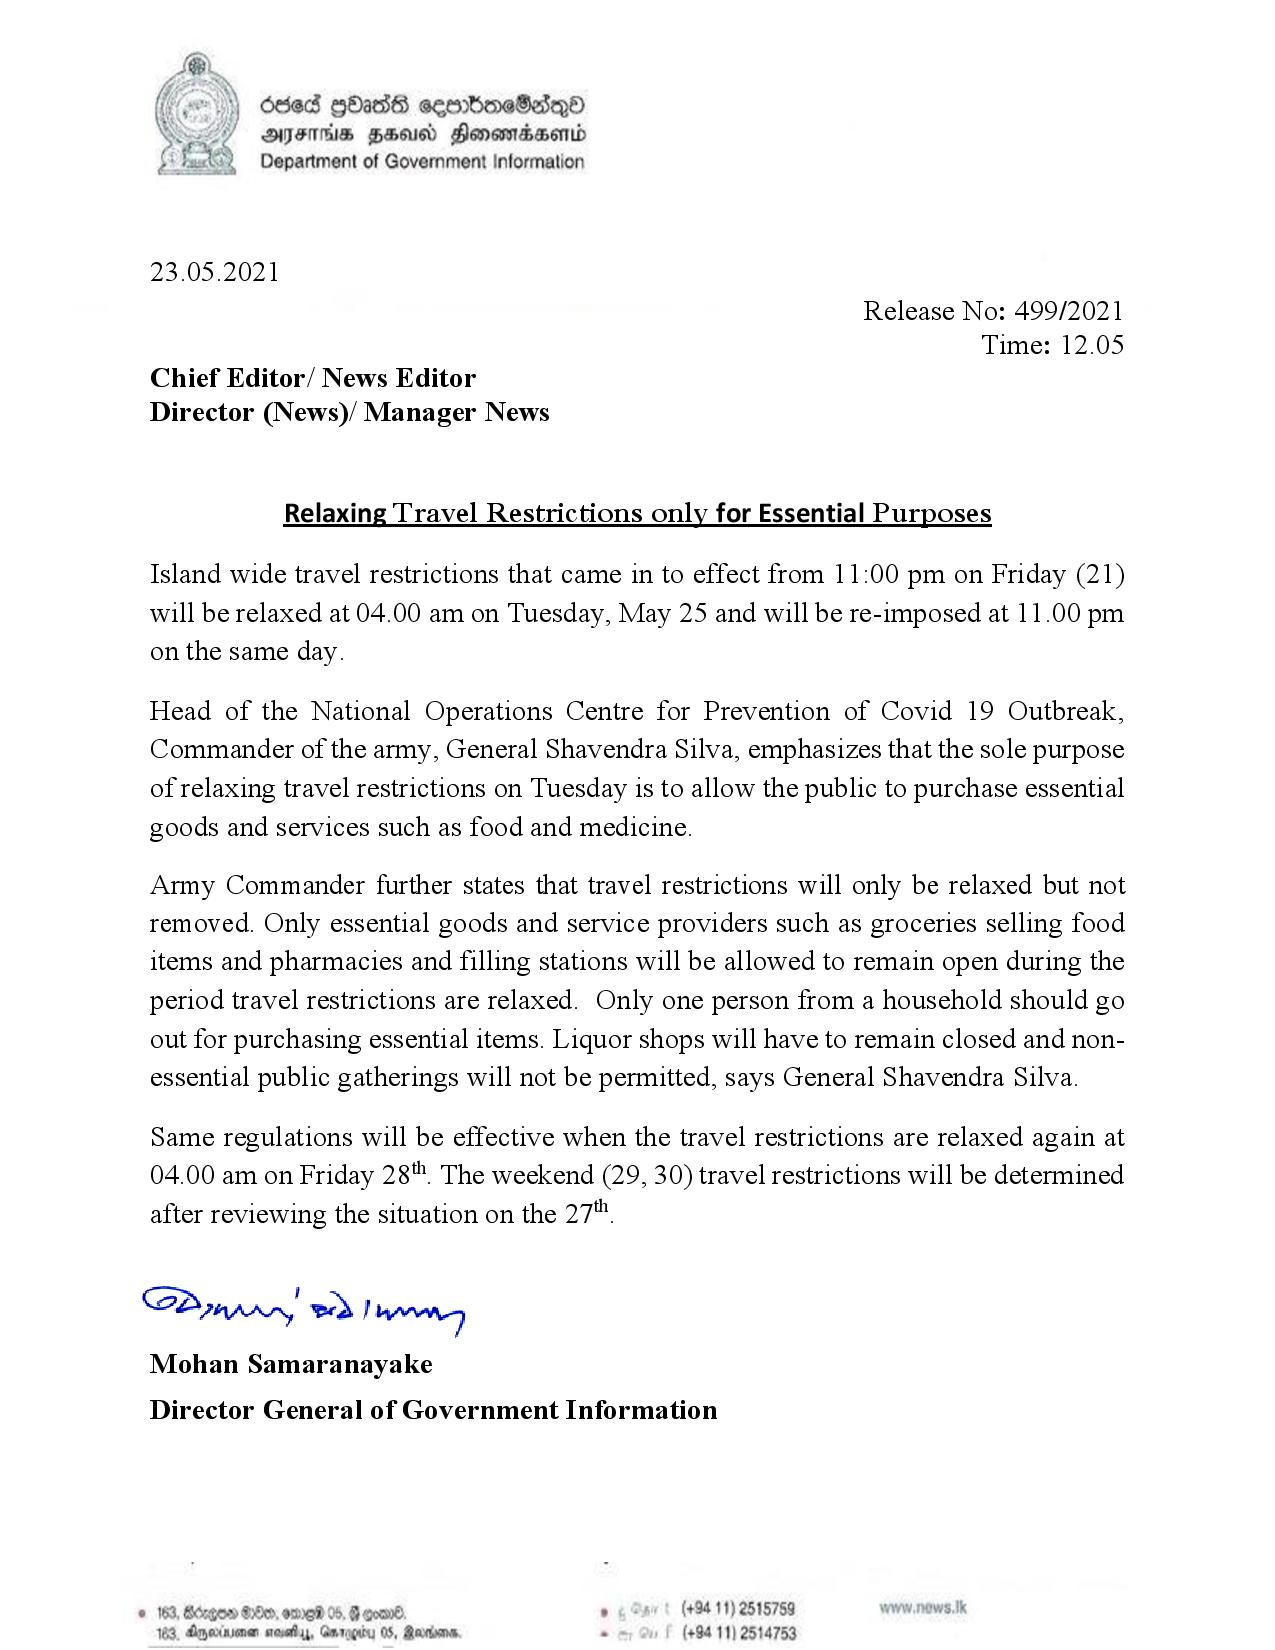 රජයේ ප්‍රවෘත්ති දෙපාර්තමේන්තුව
அரசாங்க தகவல் திணைக்களம்
Department of Government Information
23.05.2021
Release No: 499/2021
Time: 12.05
Chief Editor/ News Editor
Director (News)/ Manager News
Relaxing Travel Restrictions only for Essential Purposes
Island wide travel restrictions that came in to effect from 11:00 pm on Friday (21)
will be relaxed at 04.00 am on Tuesday, May 25 and will be re-imposed at 11.00 pm
on the same day.
Head of the National Operations Centre for Prevention of Covid 19 Outbreak,
Commander of the army, General Shavendra Silva, emphasizes that the sole purpose
of relaxing travel restrictions on Tuesday is to allow the public to purchase essential
goods and services such as food and medicine.
Army Commander further states that travel restrictions will only be relaxed but not
removed. Only essential goods and service providers such as groceries selling food
items and pharmacies and filling stations will be allowed to remain open during the
period travel restrictions are relaxed. Only one person from a household should go
out for purchasing essential items. Liquor shops will have to remain closed and non-
essential public gatherings will not be permitted, says General Shavendra Silva.
Same regulations will be effective when the travel restrictions are relaxed again at
04.00 am on Friday 28th. The weekend (29, 30) travel restrictions will be determined
after reviewing the situation on the 27th.
Mohan Samaranayake
Director General of Government Information
163, කිරුලපන මාවත, කොළඹ 05, ශ්‍රී ලංකාව.
163, கிருலப்பனை எவனியூ, கொழும்பு 05, இலங்கை.
(+94 11) 2515759
(+94 11) 2514753
www.news.lk